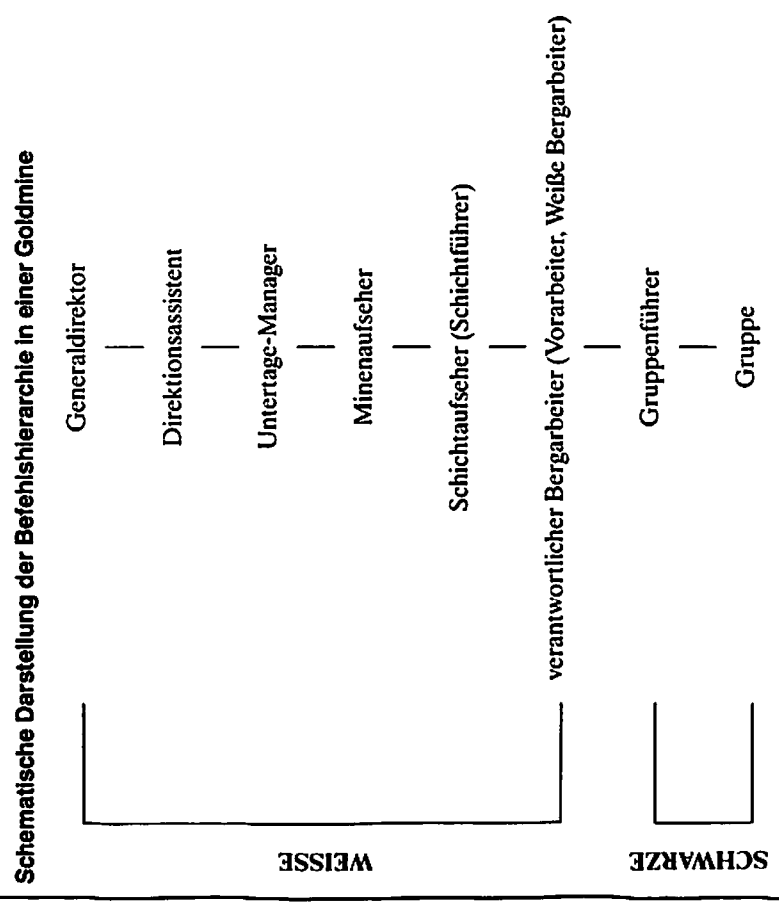 Schematische Darstellung der Befehlshierarchie in einer Goldmine
WEISSE
Generaldirektor
Direktionsassistent
Untertage-Manager
Minenaufseher
Schichtaufseher (Schichtführer)
verantwortlicher Bergarbeiter (Vorarbeiter, Weiße Bergarbeiter)
SCHWARZE
Gruppenführer
Gruppe